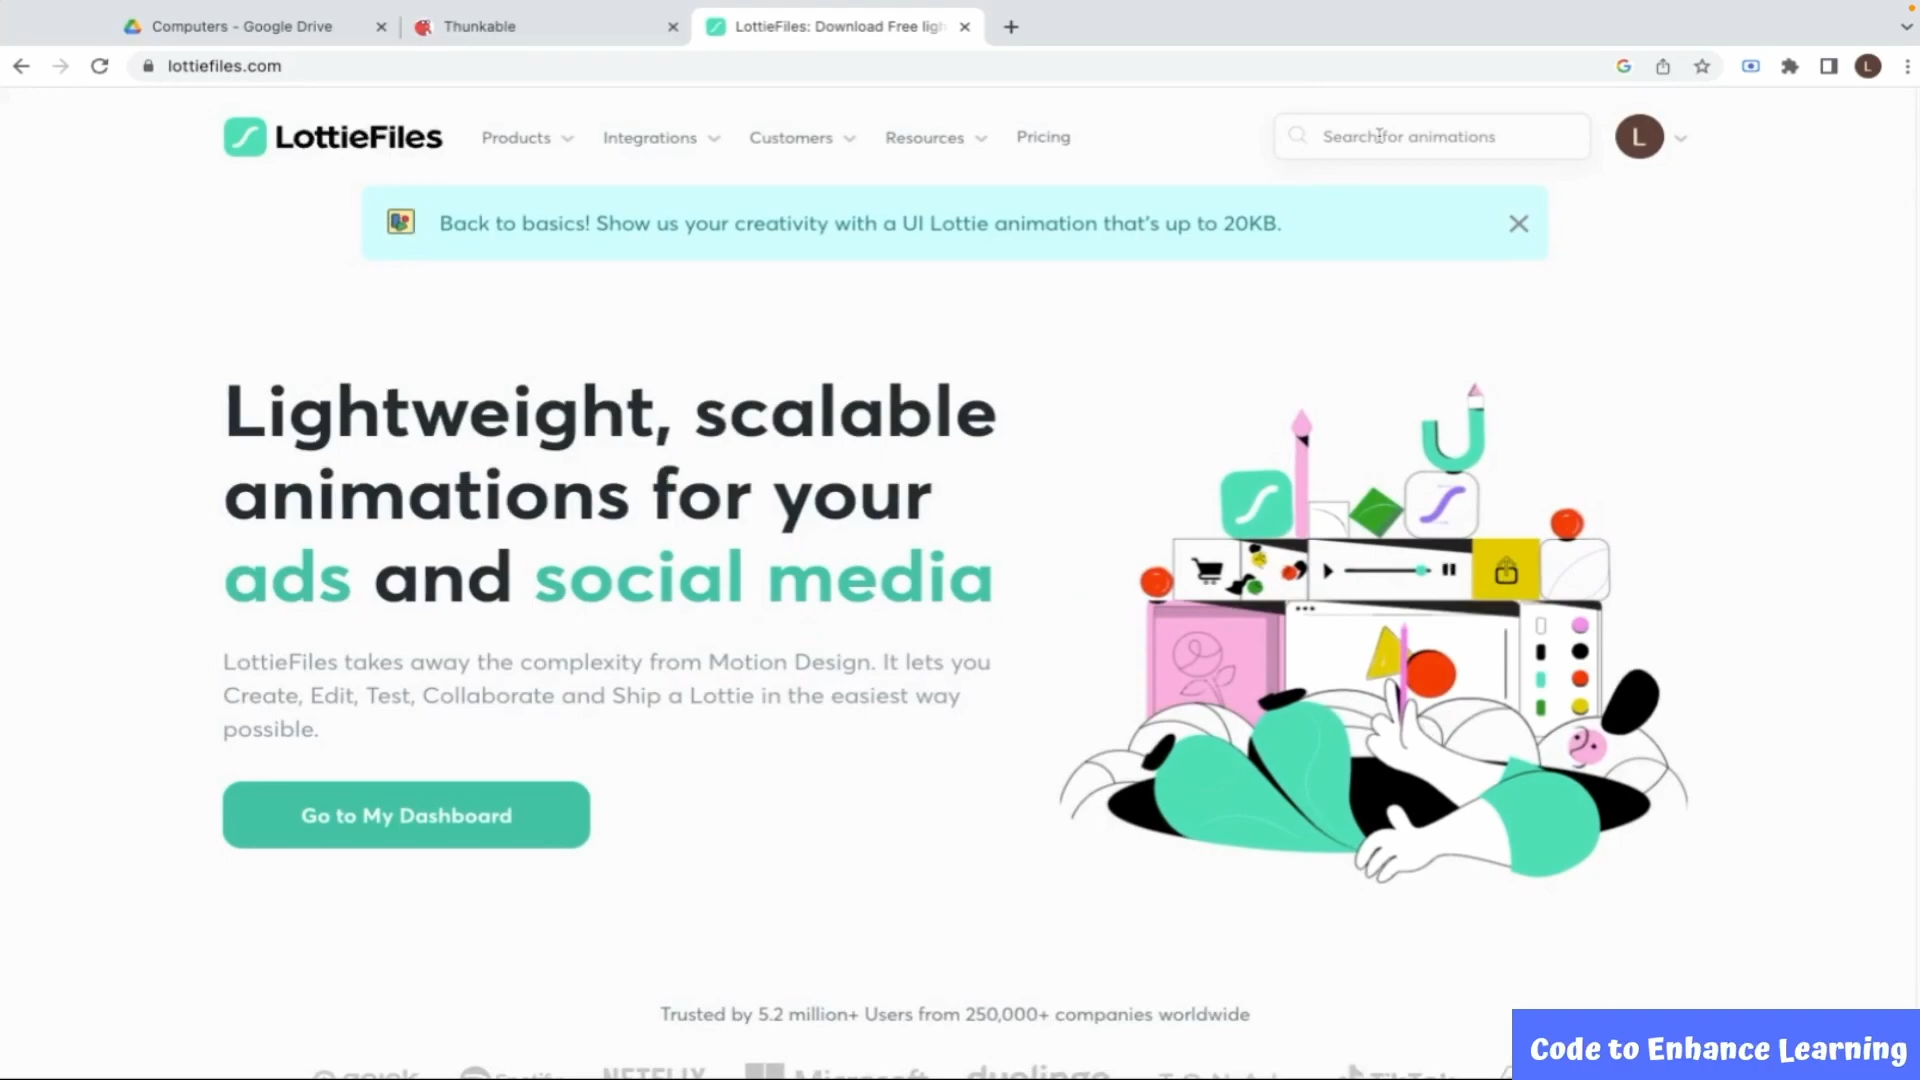 Computers - Google Drive
Thunkable
LottieFiles: Download Free ligh
lottiefiles.com
L
LottieFiles
Products
Integrations
Customers
Resources
Pricing
Search for animations
L
Back to basics! Show us your creativity with a UI Lottie animation that's up to 20KB.
Lightweight, scalable
animations for your
ads and social media
LottieFiles takes away the complexity from Motion Design. It lets you
Create, Edit, Test, Collaborate and Ship a Lottie in the easiest way
possible.
Go to My Dashboard
Trusted by 5.2 million+ Users from 250,000+ companies worldwide
NETFLIX
Microsoft
duolingo
TikTok
Code to Enhance Learning